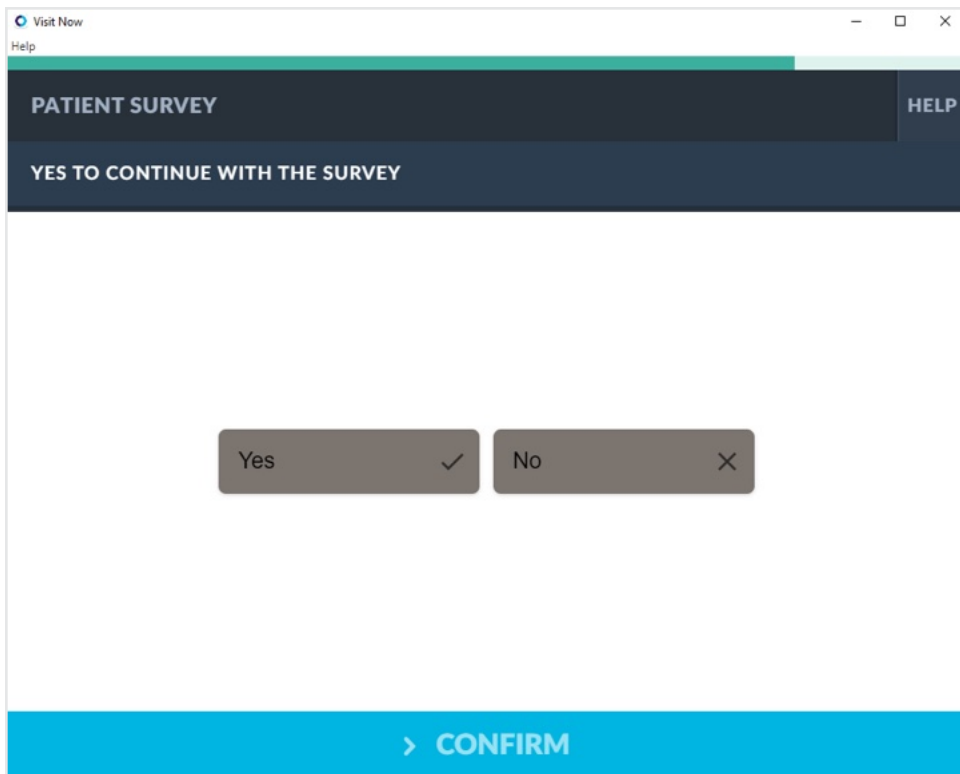 Visit Now
Help
PATIENT SURVEY
HELP
YES TO CONTINUE WITH THE SURVEY
Yes
No
CONFIRM